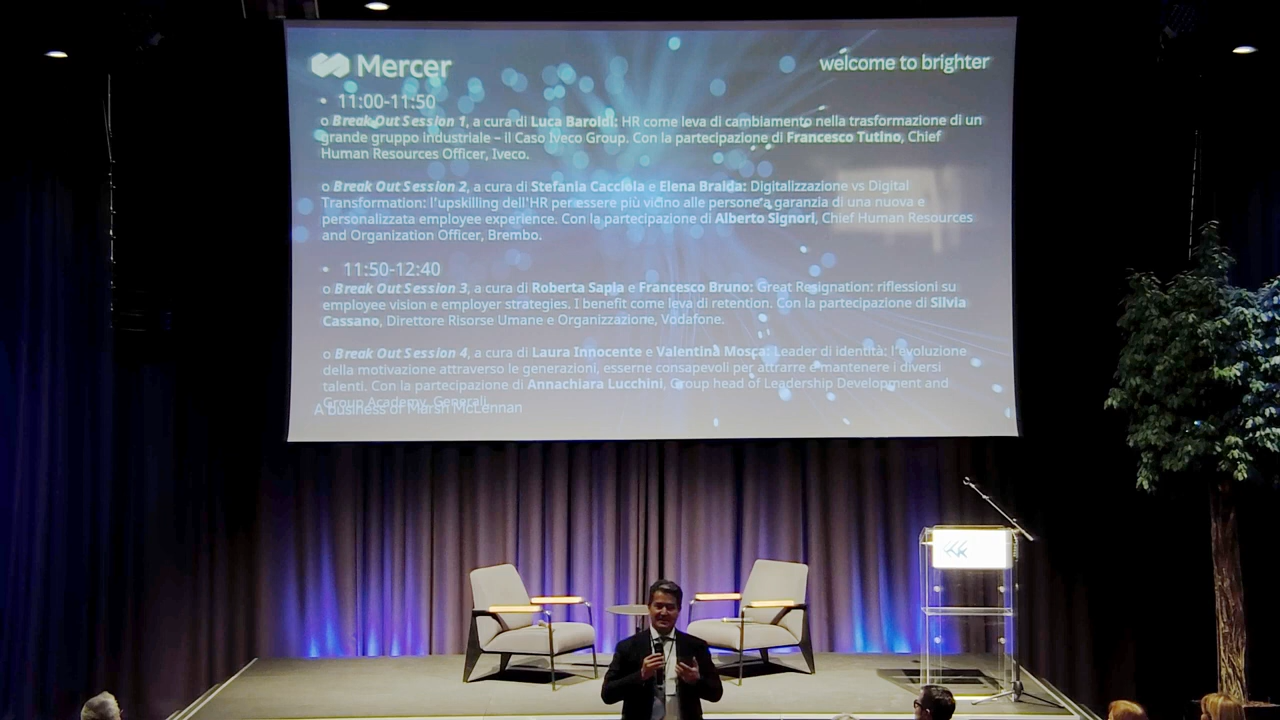 Mercer
welcome to brighter
• 11:00-11:50
o Break Out Session 1, a cura di Luca Baroldi: HR come leva di cambiamento nella trasformazione di un
grande gruppo industriale – il Caso Iveco Group. Con la partecipazione di Francesco Tutino, Chief
Human Resources Officer, Iveco.
o Break Out Session 2, a cura di Stefania Cacciola e Elena Braida: Digitalizzazione vs Digital
Transformation: l'upskilling dell'HR per essere più vicino alle persone a garanzia di una nuova e
personalizzata employee experience. Con la partecipazione di Alberto Signori, Chief Human Resources
and Organization Officer, Brembo.
• 11:50-12:40
o Break Out Session 3, a cura di Roberta Sapia e Francesco Bruno: Great Resignation: riflessioni su
employee vision e employer strategies. I benefit come leva di retention. Con la partecipazione di Silvia
Cassano, Direttore Risorse Umane e Organizzazione, Vodafone.
o Break Out Session 4, a cura di Laura Innocente e Valentina Mosca: Leader di identità: l'evoluzione
della motivazione attraverso le generazioni, esserne consapevoli per attrarre e mantenere i diversi
talenti. Con la partecipazione di Annachiara Lucchini, Group head of Leadership Development and
Group Academy, Generali.
A business of Marsh McLennan